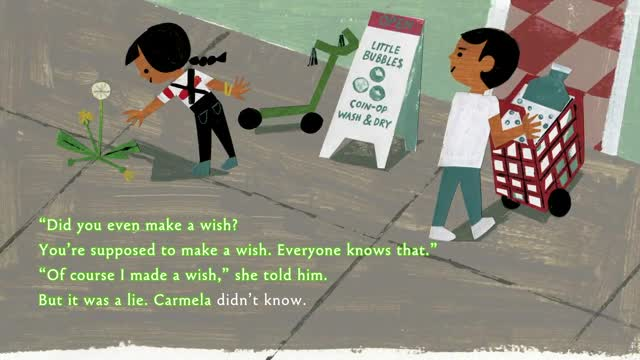 OPEN
LITTLE
BUBBLES
COIN-OP
WASH & DRY
“Did you even make a wish?
You’re supposed to make a wish. Everyone knows that.”
“Of course I made a wish,” she told him.
But it was a lie. Carmela didn’t know.